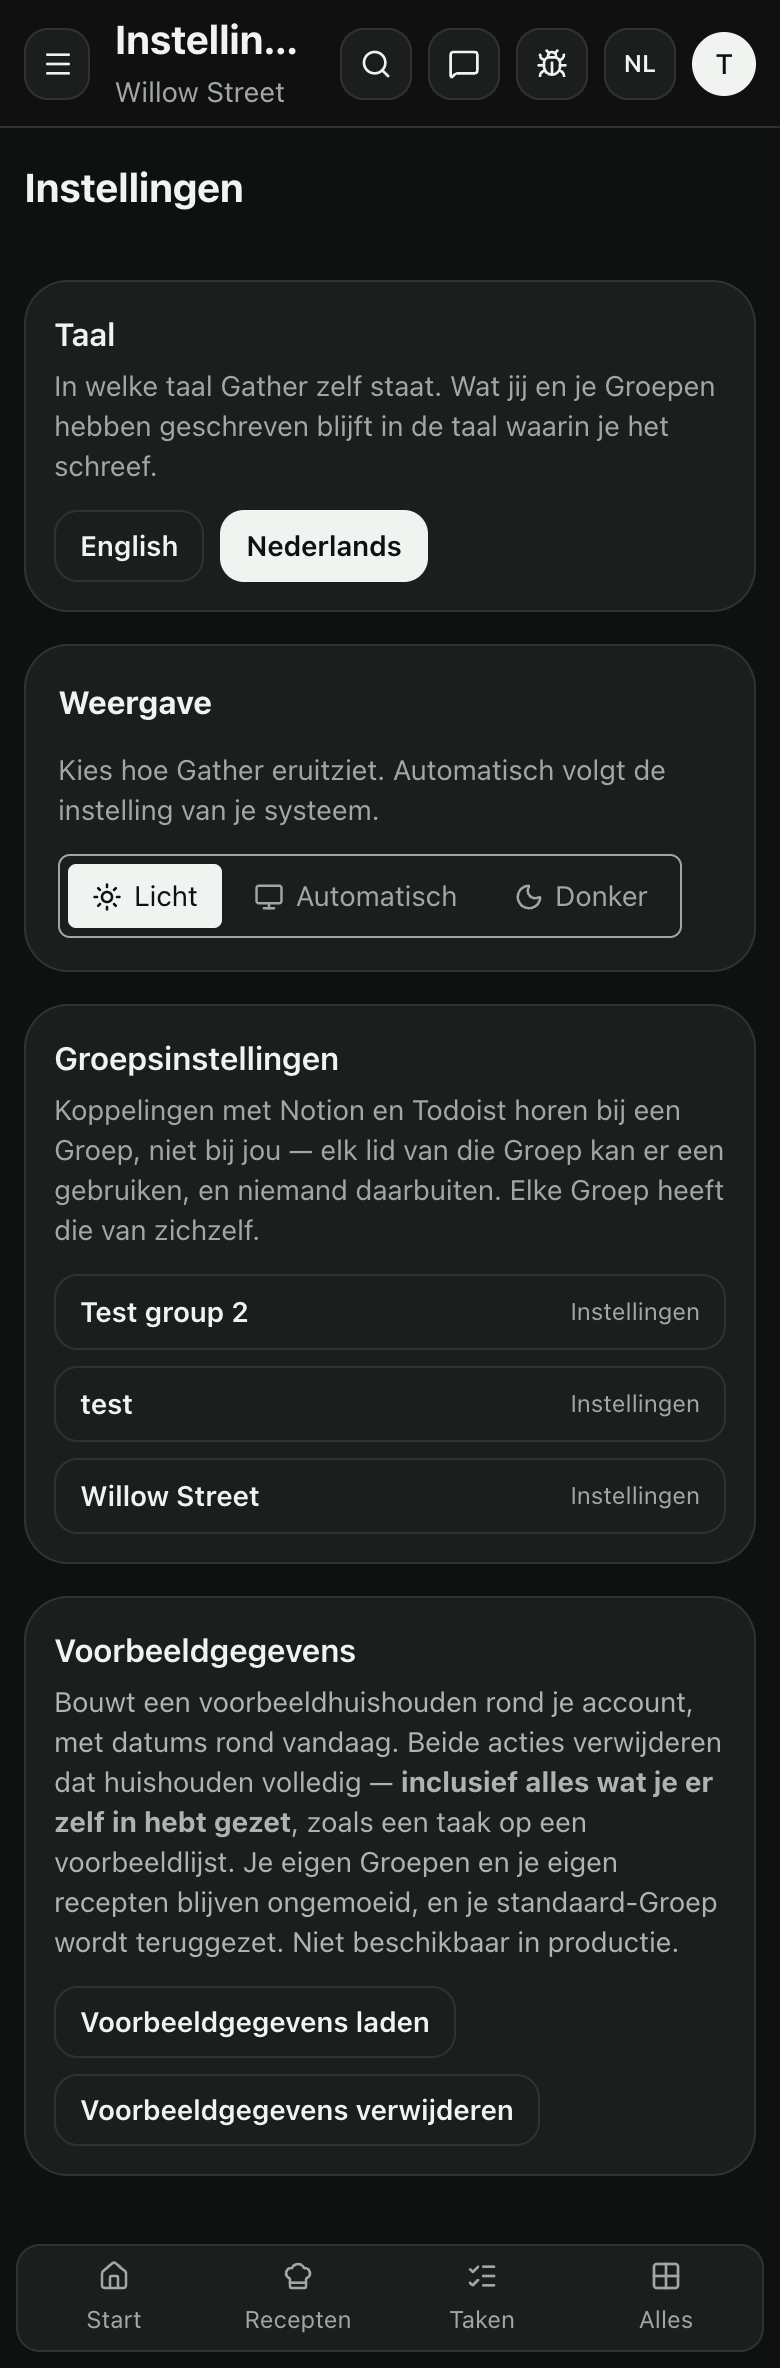 Instellin...
Willow Street
NL
T
Instellingen
Taal
In welke taal Gather zelf staat. Wat jij en je Groepen
hebben geschreven blijft in de taal waarin je het
schreef.
English
Nederlands
Weergave
Kies hoe Gather eruitziet. Automatisch volgt de
instelling van je systeem.
Licht
Automatisch
Donker
Groepsinstellingen
Koppelingen met Notion en Todoist horen bij een
Groep, niet bij jou — elk lid van die Groep kan er een
gebruiken, en niemand daarbuiten. Elke Groep heeft
die van zichzelf.
Test group 2
Instellingen
test
Instellingen
Willow Street
Instellingen
Voorbeeldgegevens
Bouwt een voorbeeldhuishouden rond je account,
met datums rond vandaag. Beide acties verwijderen
dat huishouden volledig — inclusief alles wat je er
zelf in hebt gezet, zoals een taak op een
voorbeeldlijst. Je eigen Groepen en je eigen
recepten blijven ongemoeid, en je standaard-Groep
wordt teruggezet. Niet beschikbaar in productie.
Voorbeeldgegevens laden
Voorbeeldgegevens verwijderen
Start
Recepten
Taken
Alles